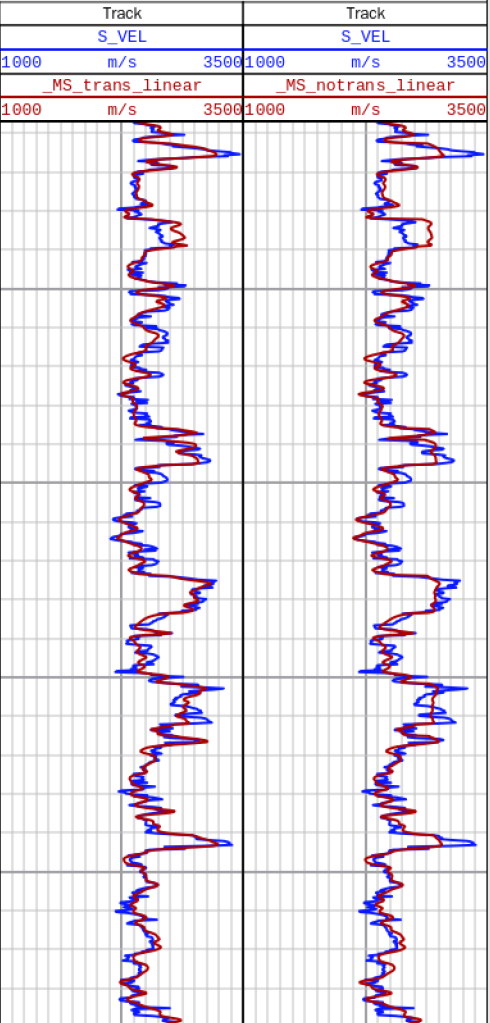 Track Track
S_VEL S_VEL
1000 m/s 3500 1000 m/s 3500
_MS_trans_linear _MS_notrans_linear
1000 m/s 3500 1000 m/s 3500